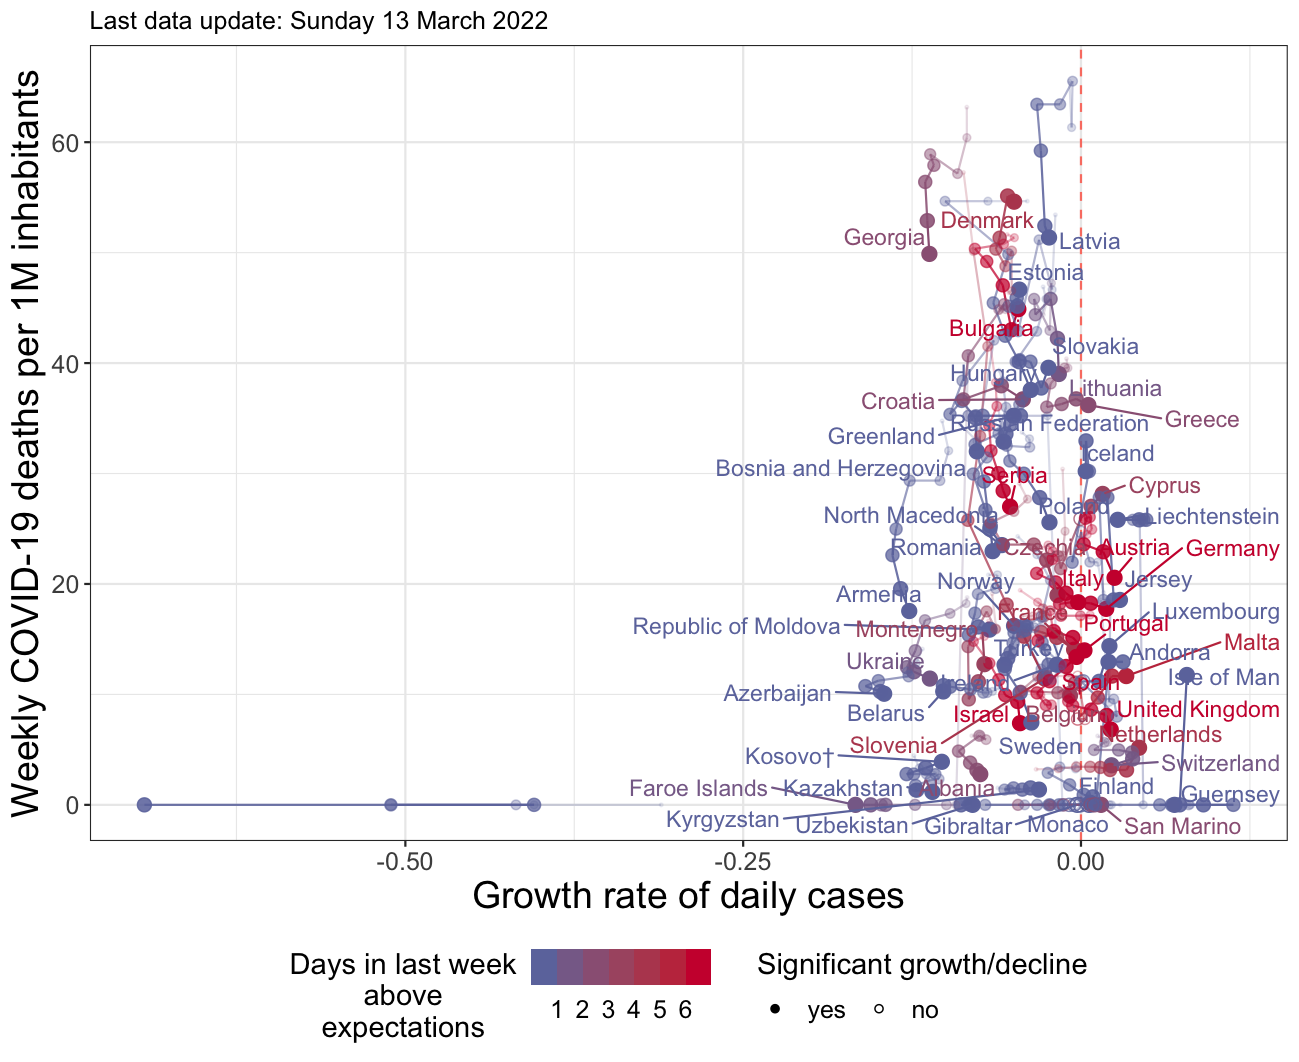 Last data update: Sunday 13 March 2022
Weekly COVID-19 deaths per 1M inhabitants
60
40
20
0
Denmark
Georgia
Latvia
Estonia
Bulgaria
Slovakia
Hungary
Lithuania
Croatia
Greece
Russian Federation
Greenland
Iceland
Bosnia and Herzegovina
Serbia
Cyprus
Poland
North Macedonia
Liechtenstein
Romania
Czechia
Austria
Germany
Norway
Italy
Jersey
Armenia
France
Luxembourg
Republic of Moldova
Montenegro
Portugal
Malta
Turkey
Andorra
Ukraine
Isle of Man
Ireland
Spain
Azerbaijan
Belarus
Israel
Belgium
United Kingdom
Slovenia
Sweden
Netherlands
Kosovo†
Switzerland
Faroe Islands
Kazakhstan
Albania
Finland
Guernsey
Kyrgyzstan
Uzbekistan
Gibraltar
Monaco
San Marino
-0.50
-0.25
0.00
Growth rate of daily cases
Days in last week
above
expectations
1 2 3 4 5 6
Significant growth/decline
yes
no